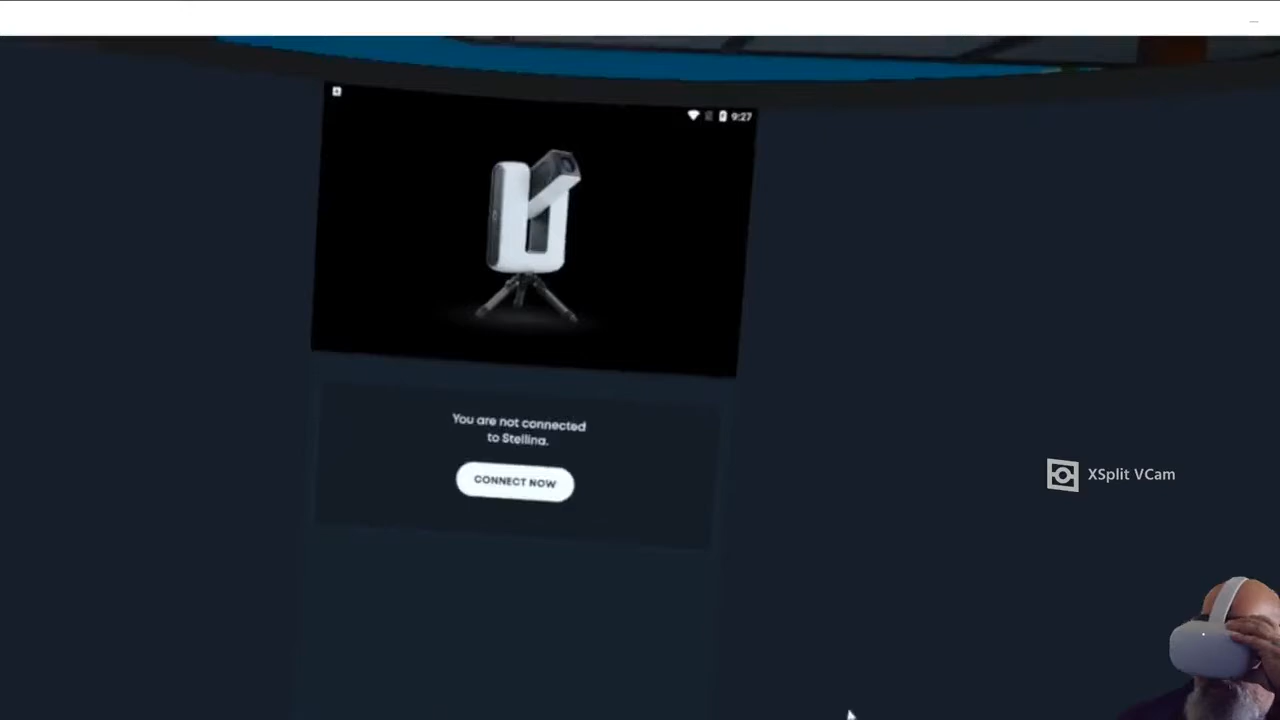 9:27
You are not connected
to Stellina.
CONNECT NOW
XSplit VCam